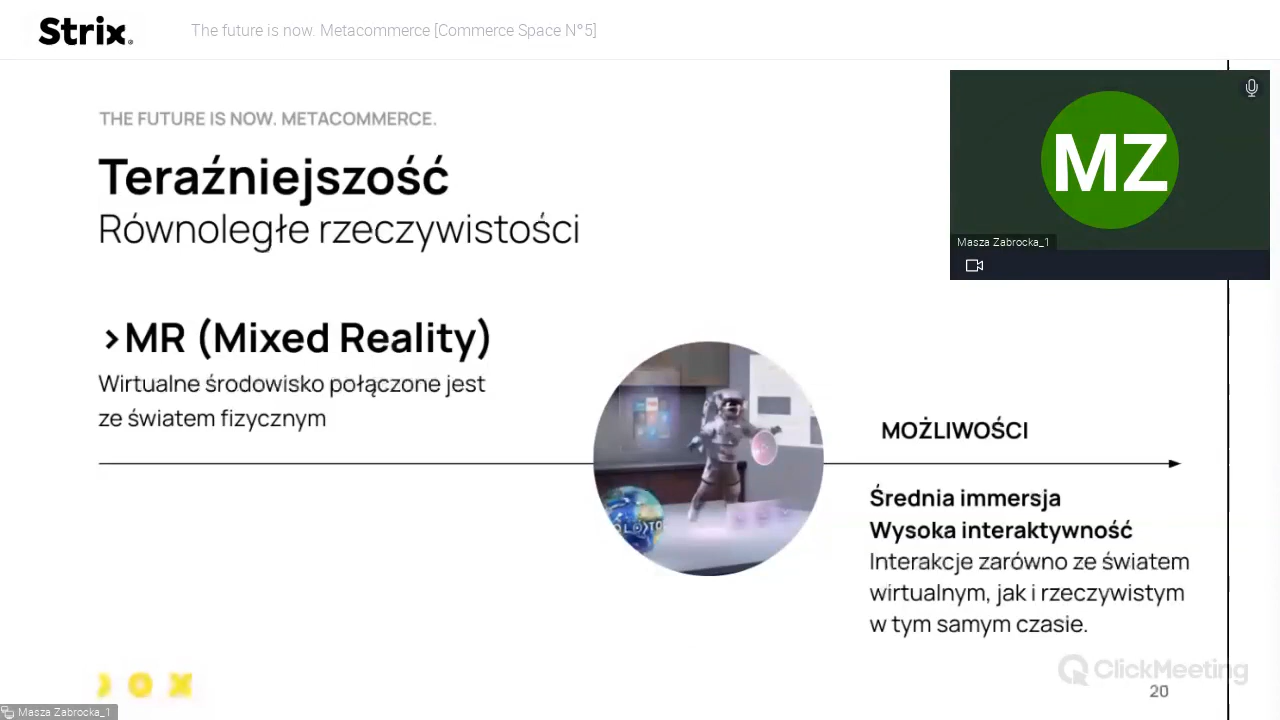 Strix
The future is now. Metacommerce [Commerce Space N°5]
THE FUTURE IS NOW. METACOMMERCE.
Teraźniejszość
Równoległe rzeczywistości
MZ
Masza Zabrocka_1
>MR (Mixed Reality)
Wirtualne środowisko połączone jest
ze światem fizycznym
MOŻLIWOŚCI
Średnia immersja
Wysoka interaktywność
Interakcje zarówno ze światem
wirtualnym, jak i rzeczywistym
w tym samym czasie.
ClickMeeting
20
Masza Zabrocka_1